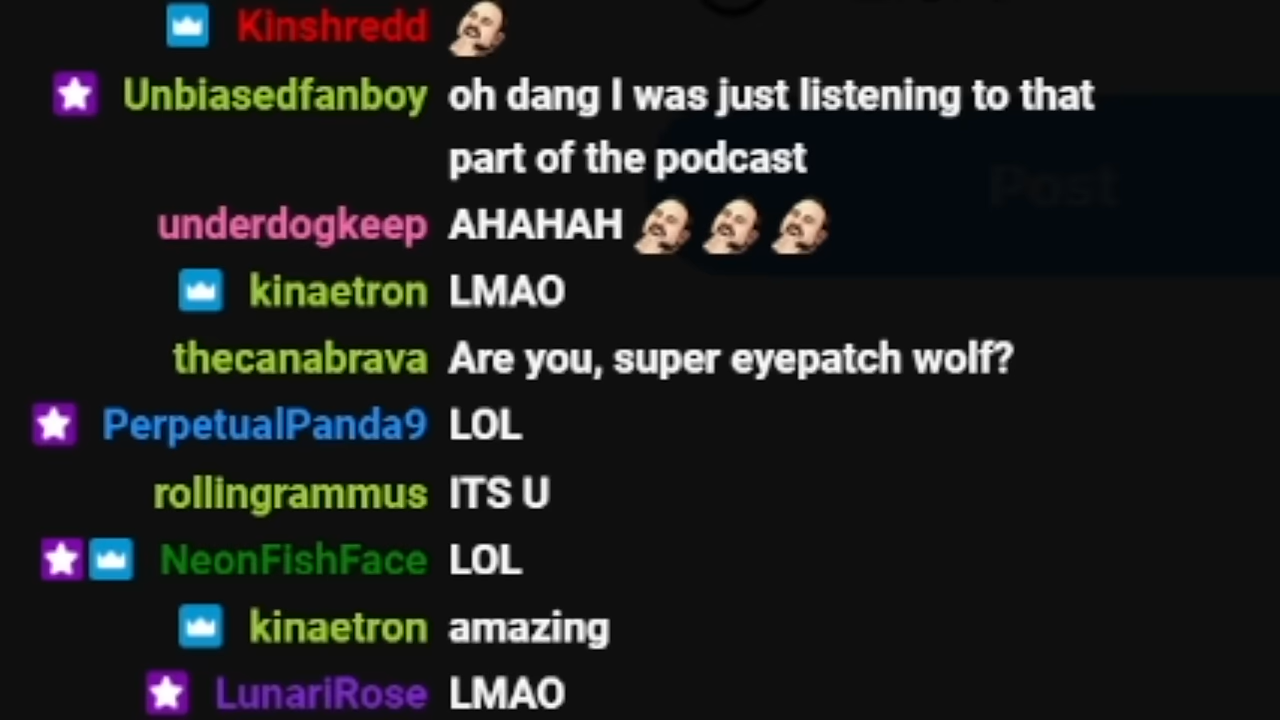 Kinshredd
Unbiasedfanboy oh dang I was just listening to that
part of the podcast
Post
underdogkeep AHAHAH
kinaetron LMAO
thecanabrava Are you, super eyepatch wolf?
PerpetualPanda9 LOL
rollingrammus ITS U
NeonFishFace LOL
kinaetron amazing
LunariRose LMAO